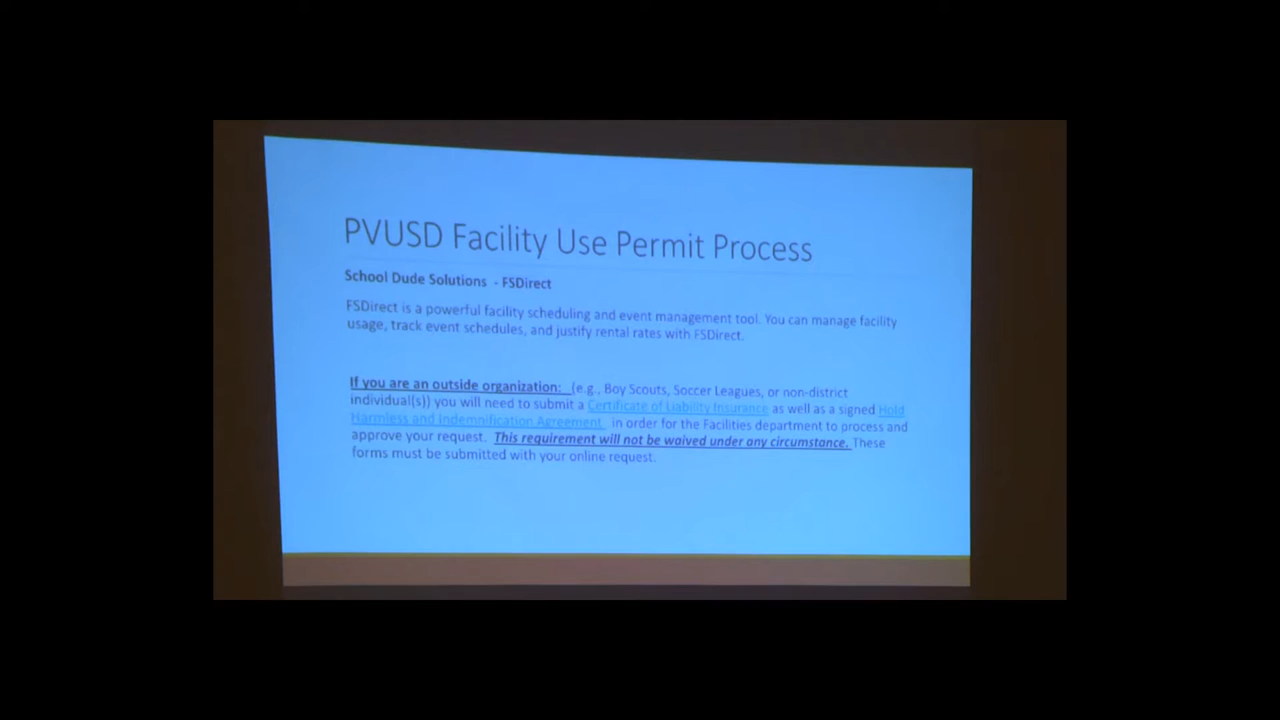 PVUSD Facility Use Permit Process
School Dude Solutions - FSDirect
FSDirect is a powerful facility scheduling and event management tool. You can manage facility
usage, track event schedules, and justify rental rates with FSDirect.
If you are an outside organization: (e.g., Boy Scouts, Soccer Leagues, or non-district
individual(s)) you will need to submit a Certificate of Liability Insurance as well as a signed Hold
Harmless and Indemnification Agreement in order for the Facilities department to process and
approve your request. This requirement will not be waived under any circumstance. These
forms must be submitted with your online request.